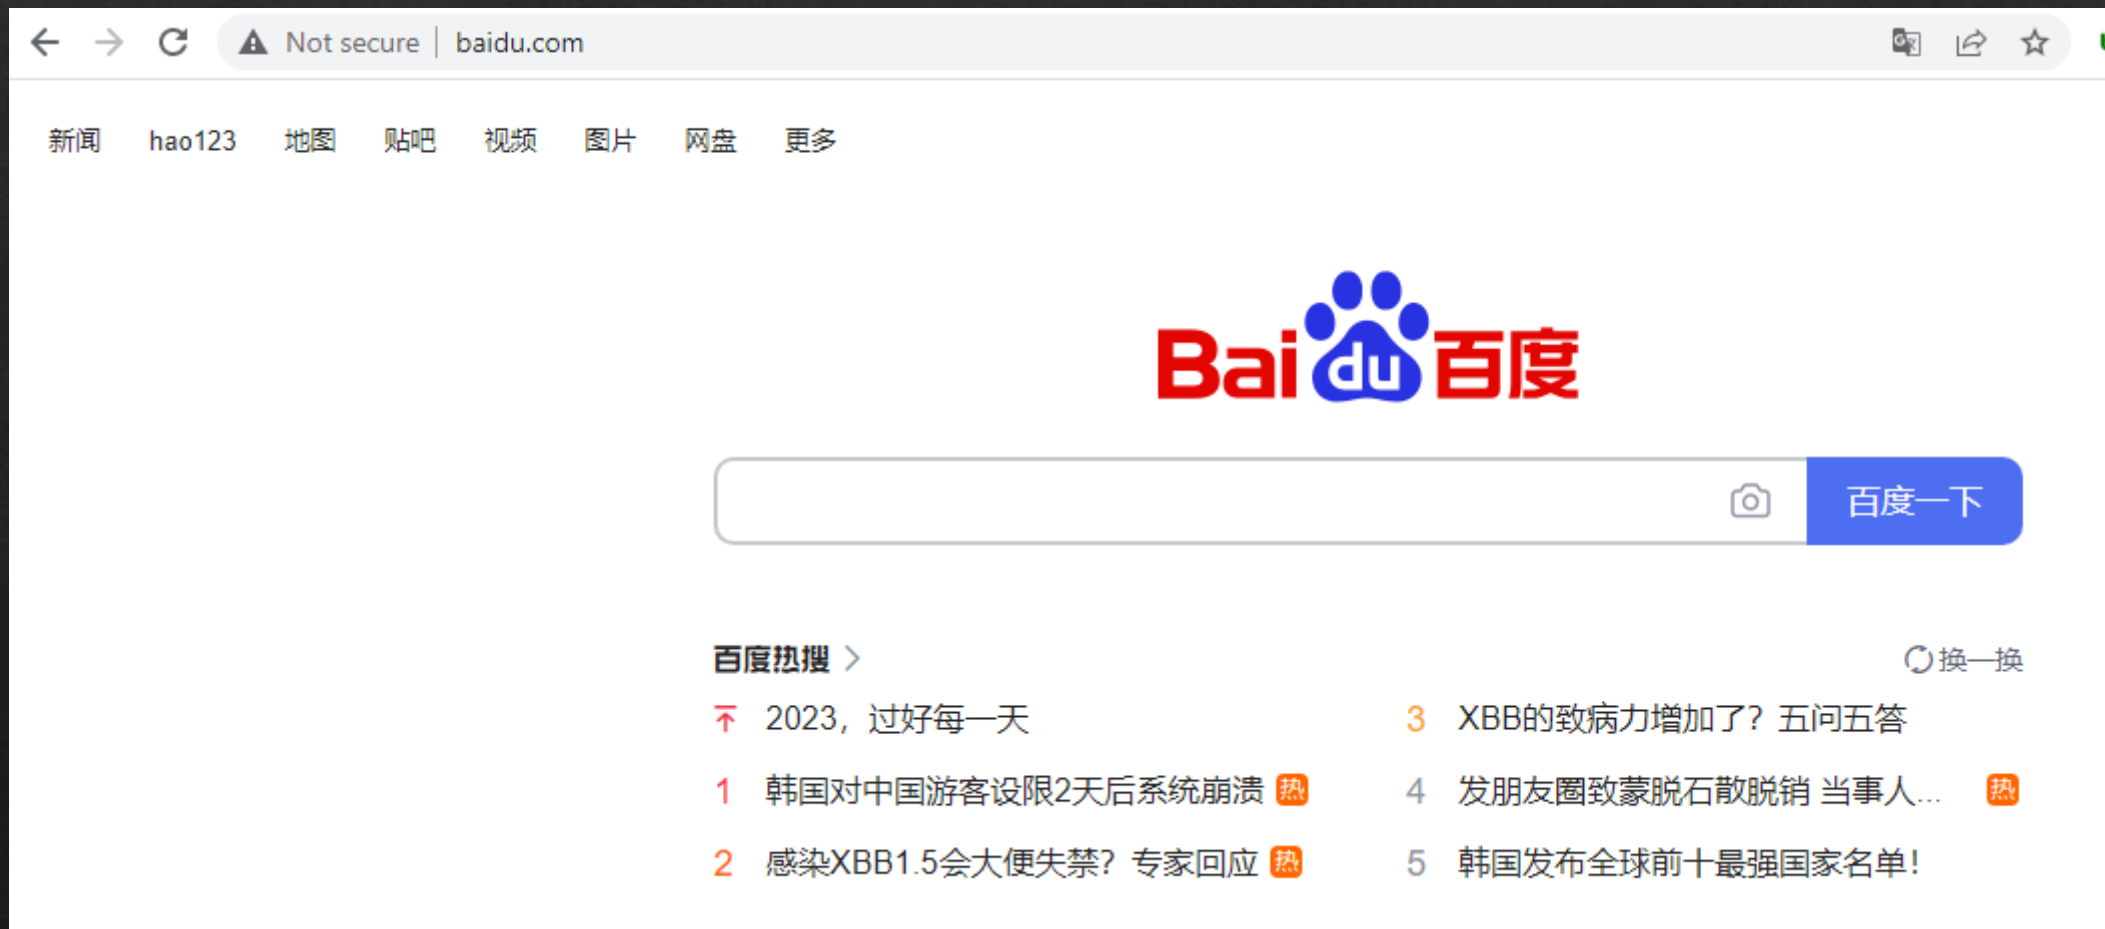 Not secure baidu.com
新闻 hao123 地图 贴吧 视频 图片 网盘 更多
Bai du 百度
百度一下
百度热搜
换一换
2023，过好每一天
1 韩国对中国游客设限2天后系统崩溃 热
2 感染XBB1.5会大便失禁？专家回应 热
3 XBB的致病力增加了？五问五答
4 发朋友圈致蒙脱石散脱销 当事人... 热
5 韩国发布全球前十最强国家名单！